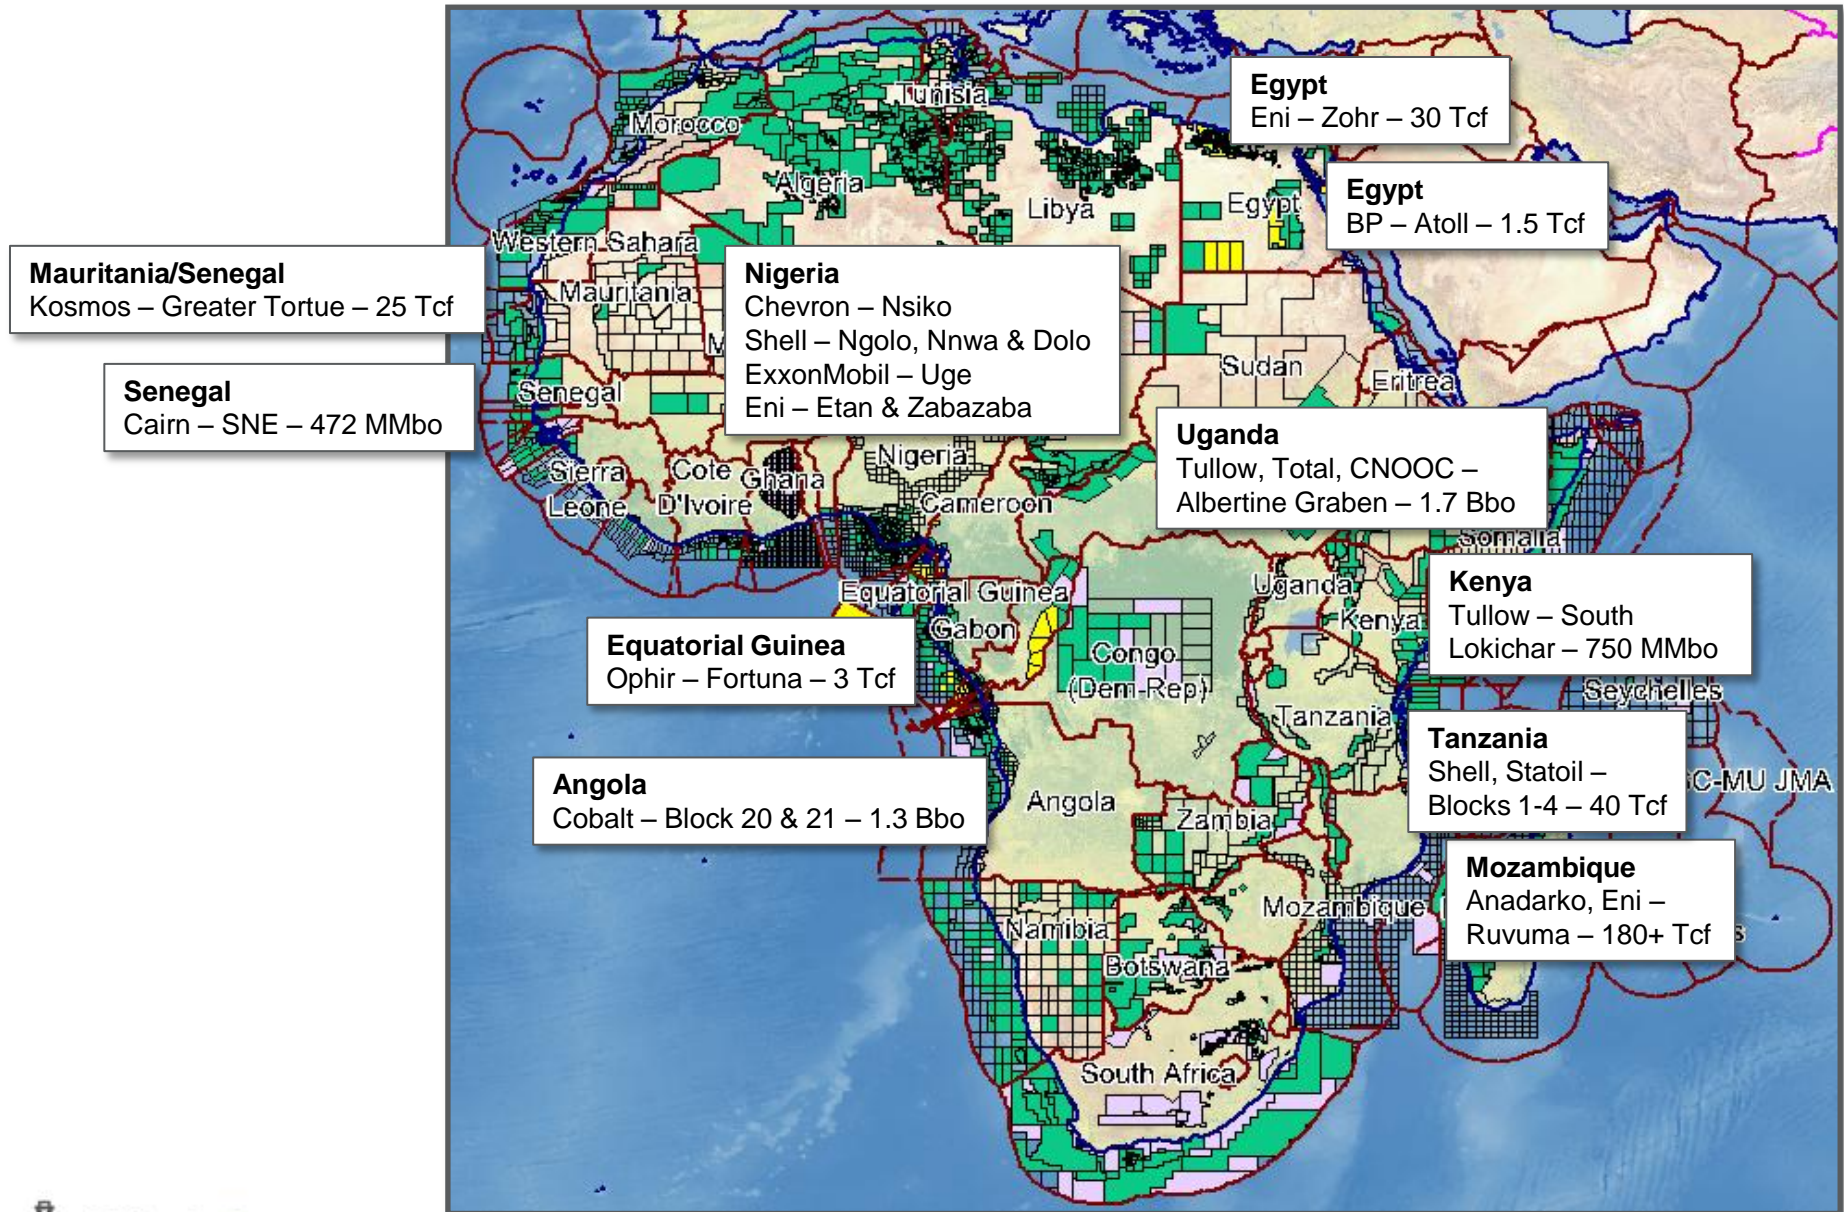 Egypt
Eni – Zohr – 30 Tcf
Egypt
BP – Atoll – 1.5 Tcf
Mauritania/Senegal
Kosmos – Greater Tortue – 25 Tcf
Nigeria
Chevron – Nsiko
Shell – Ngolo, Nnwa & Dolo
ExxonMobil – Uge
Eni – Etan & Zabazaba
Senegal
Cairn – SNE – 472 MMbo
Uganda
Tullow, Total, CNOOC –
Albertine Graben – 1.7 Bbo
Kenya
Tullow – South
Lokichar – 750 MMbo
Equatorial Guinea
Ophir – Fortuna – 3 Tcf
Tanzania
Shell, Statoil –
Blocks 1-4 – 40 Tcf
Angola
Cobalt – Block 20 & 21 – 1.3 Bbo
Mozambique
Anadarko, Eni –
Ruvuma – 180+ Tcf
Tunisia
Morocco
Algeria
Libya
Egypt
Western Sahara
Mauritania
Sudan
Eritrea
Senegal
Nigeria
Sierra
Leone
Cote
D'Ivoire
Ghana
Cameroon
Somalia
Equatorial Guinea
Gabon
Uganda
Kenya
Congo
(Dem Rep)
Seychelles
Tanzania
C-MU JMA
Angola
Zambia
Mozambique
Namibia
Botswana
South Africa